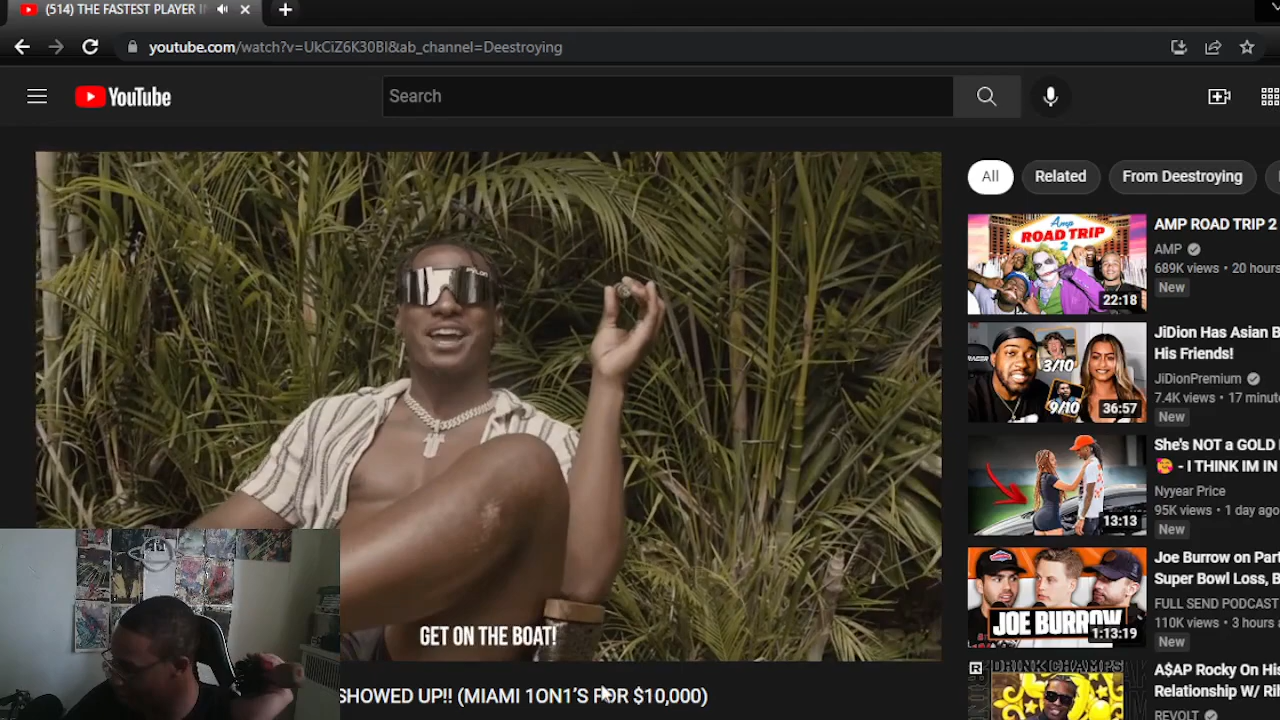 (514) THE FASTEST PLAYER I
youtube.com/watch?v=UkCiZ6K30BI&ab_channel=Deestroying
YouTube
Search
All
Related
From Deestroying
PYLON
GET ON THE BOAT!
SHOWED UP!! (MIAMI 1ON1'S FOR $10,000)
Amp
ROAD TRIP
2
22:18
AMP ROAD TRIP 2
AMP
689K views • 20 hours
New
3/10
9/10
36:57
JiDion Has Asian B
His Friends!
JiDionPremium
7.4K views • 17 minute
New
13:13
She's NOT a GOLD
🥰 - I THINK IM IN
Nyyear Price
95K views • 1 day ago
New
JOE BURROW
1:13:19
Joe Burrow on Part
Super Bowl Loss, B
FULL SEND PODCAST
110K views • 3 hours
New
DRINK CHAMPS
A$AP Rocky On His
Relationship W/ Ri
REVOLT